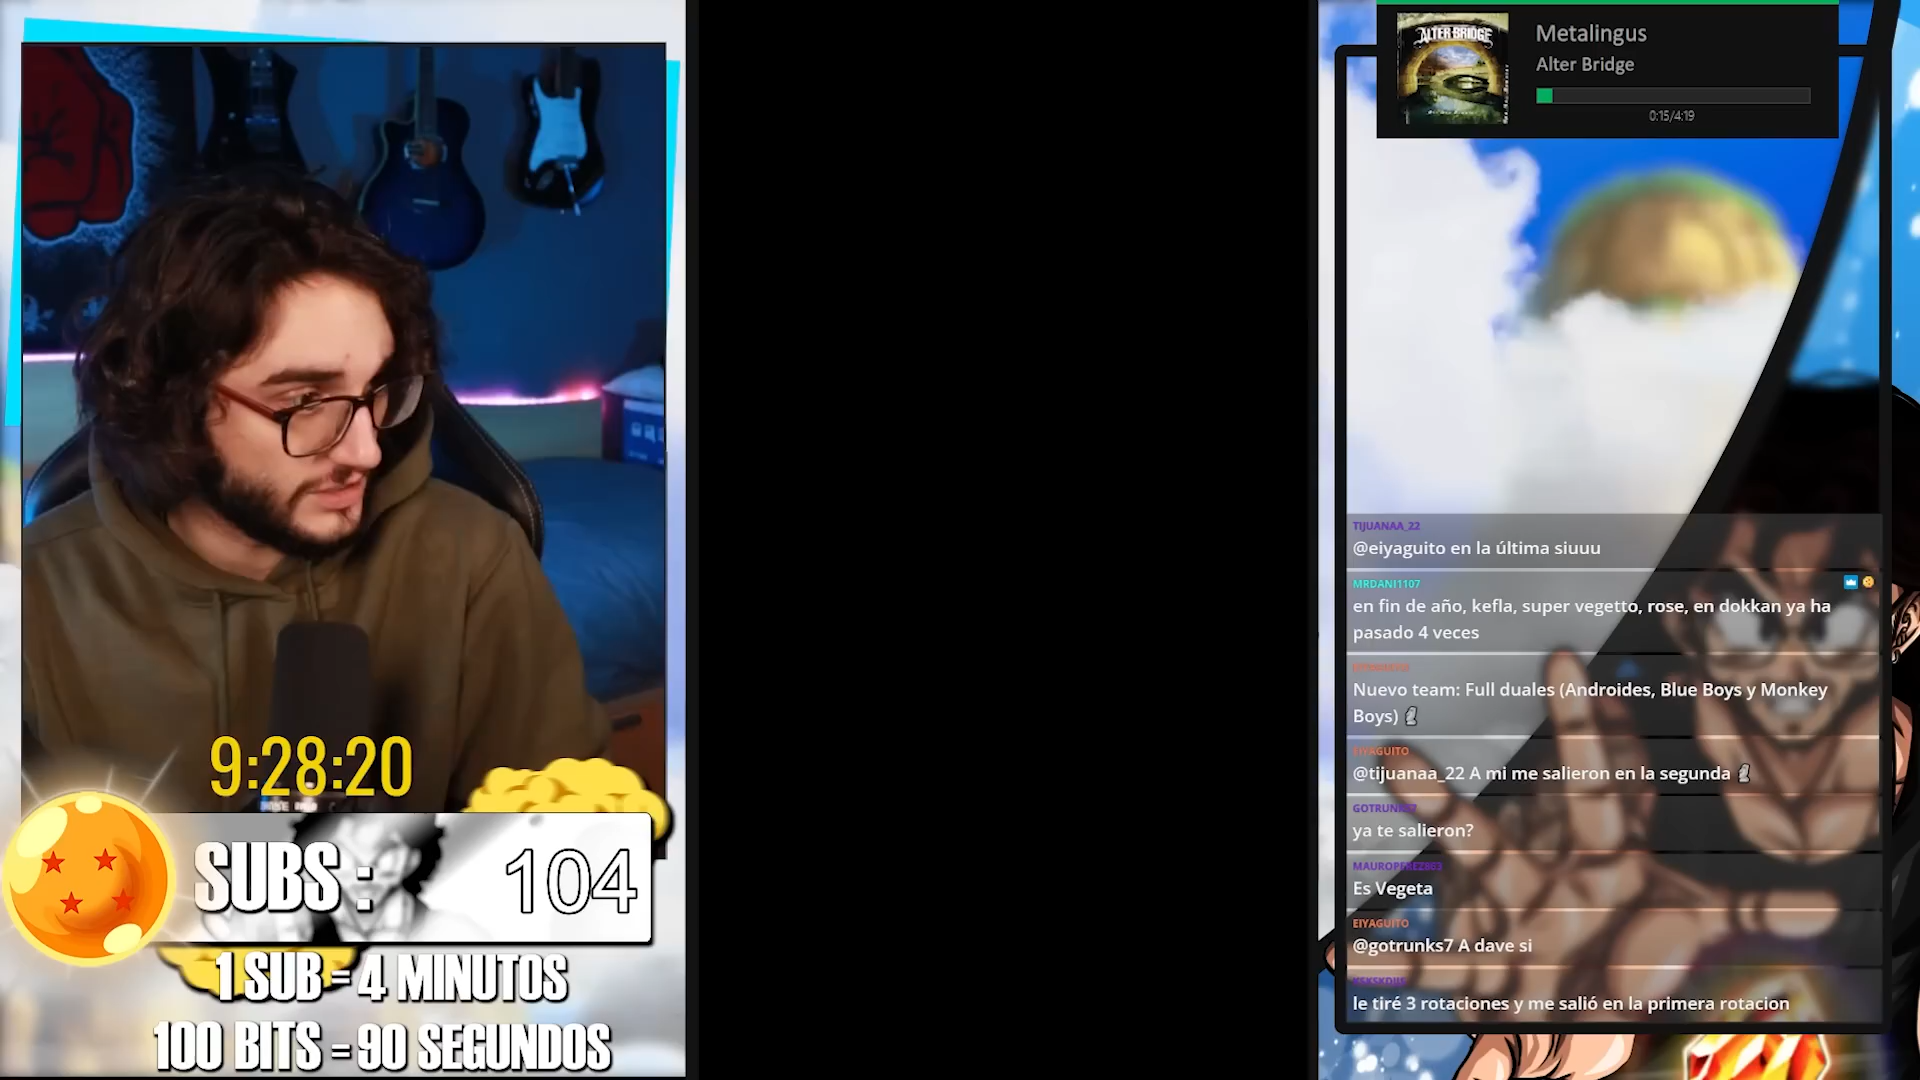 ALTER BRIDGE
Metalingus
Alter Bridge
0:15/4:19
TIJUANAA_22
@eiyaguito en la última siuuu
MRDANI1107
en fin de año, kefla, super vegetto, rose, en dokkan ya ha
pasado 4 veces
Nuevo team: Full duales (Androides, Blue Boys y Monkey
Boys)
EIYAGUITO
@tijuanaa_22 A mi me salieron en la segunda
GOTRUNKS7
ya te salieron?
MAUROPEREZ863
Es Vegeta
EIYAGUITO
@gotrunks7 A dave si
le tiré 3 rotaciones y me salió en la primera rotacion
9:28:20
SUBS : 104
1 SUB = 4 MINUTOS
100 BITS = 90 SEGUNDOS